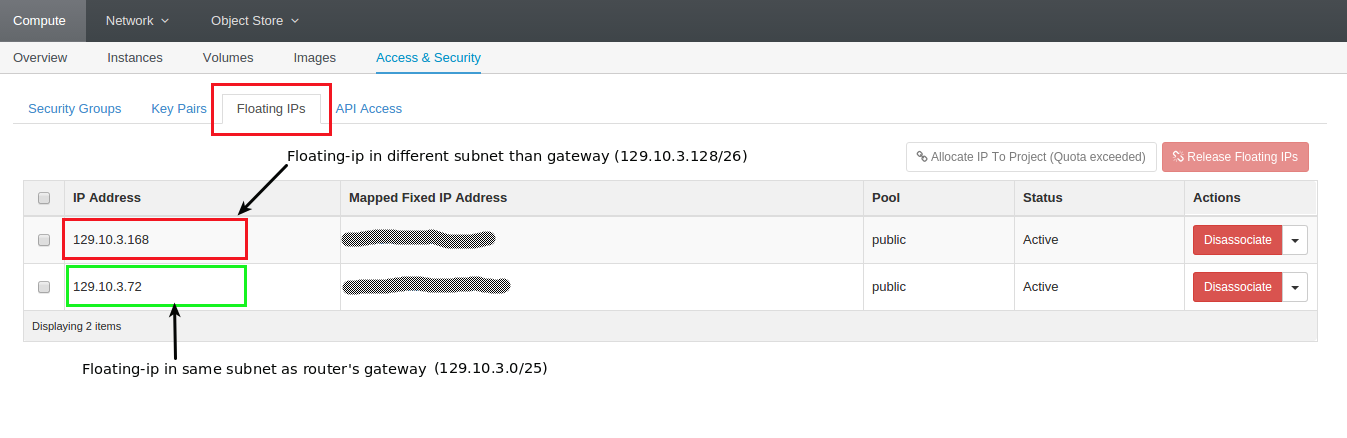 Compute Network Object Store
Overview Instances Volumes Images Access & Security
Security Groups Key Pairs Floating IPs API Access
Floating-ip in different subnet than gateway (129.10.3.128/26)
Allocate IP To Project (Quota exceeded) Release Floating IPs
IP Address Mapped Fixed IP Address Pool Status Actions
129.10.3.168 public Active Disassociate
129.10.3.72 public Active Disassociate
Displaying 2 items
Floating-ip in same subnet as router's gateway (129.10.3.0/25)